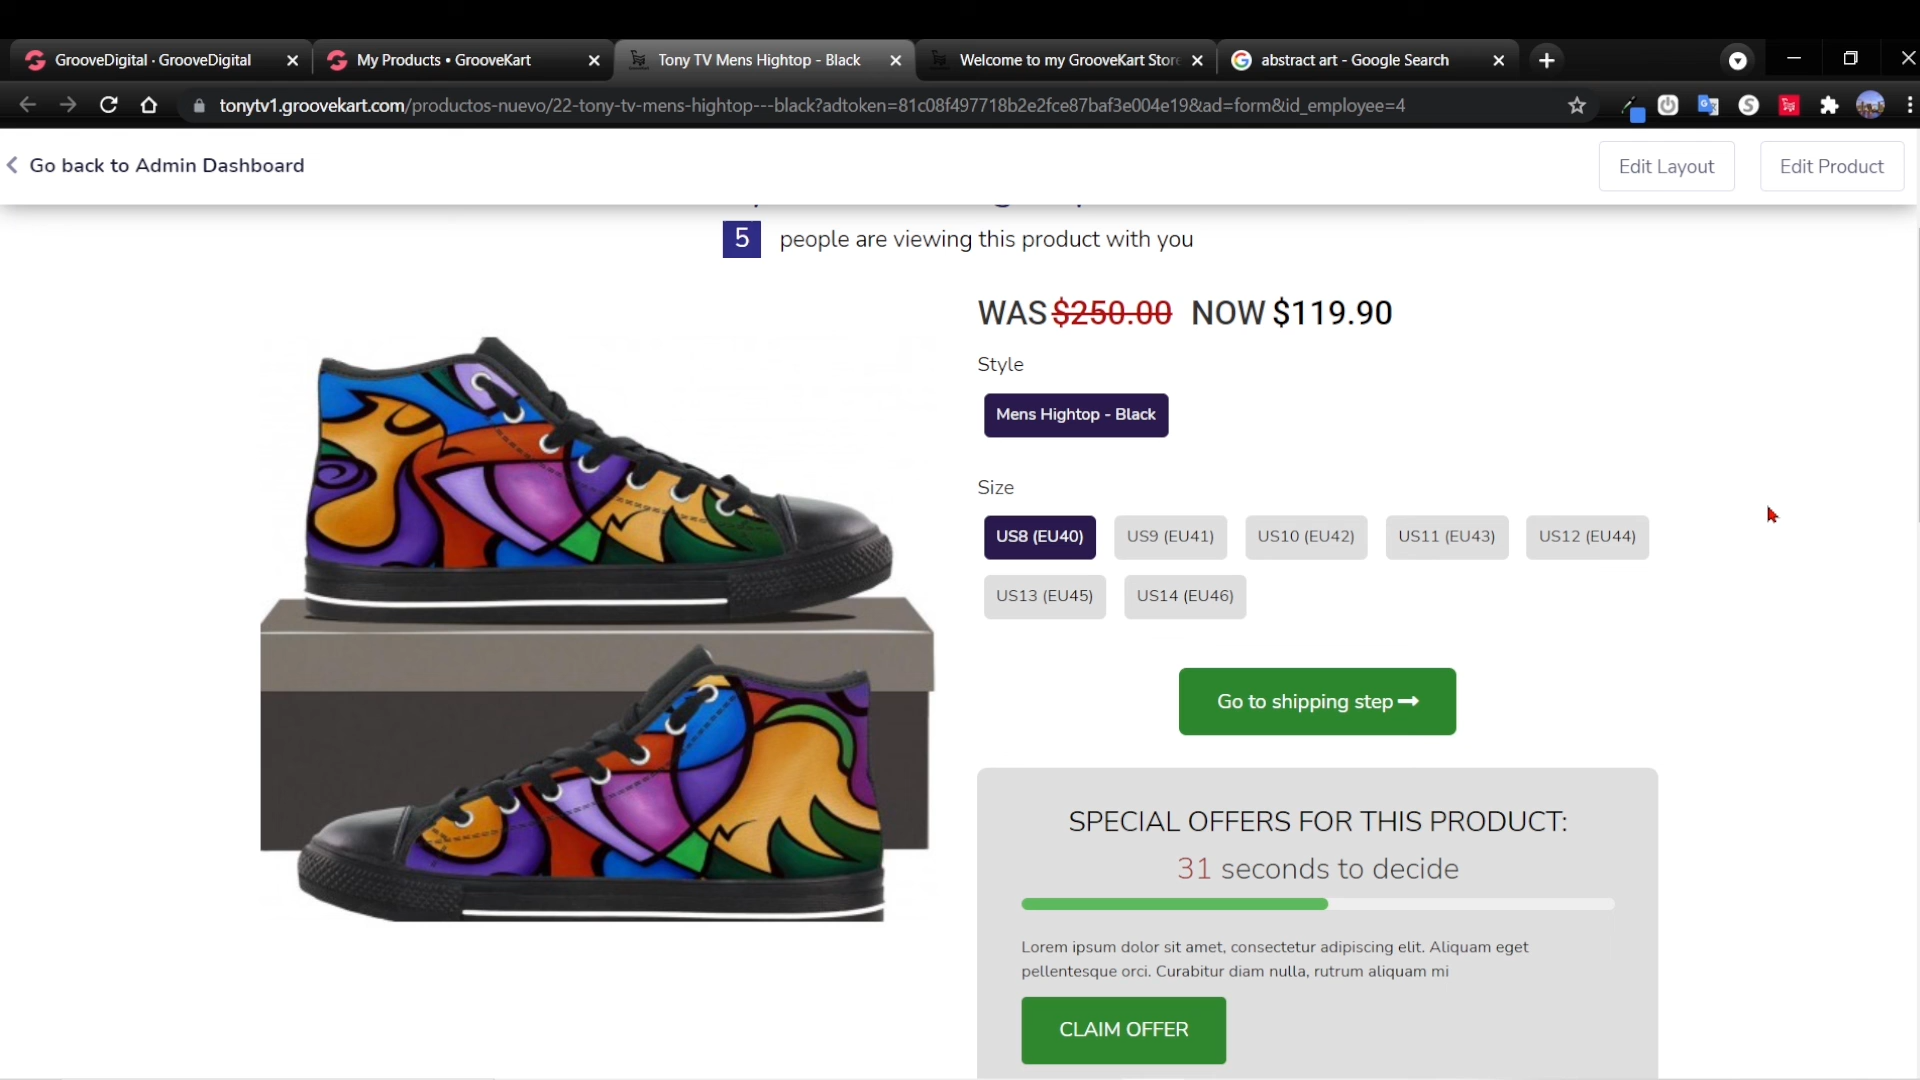 GrooveDigital · GrooveDigital
My Products • GrooveKart
Tony TV Mens Hightop - Black
Welcome to my GrooveKart Store
abstract art - Google Search
tonytv1.groovekart.com/productos-nuevo/22-tony-tv-mens-hightop---black?adtoken=81c08f497718b2e2fce87baf3e004e19&ad=form&id_employee=4
Go back to Admin Dashboard
Edit Layout
Edit Product
5 people are viewing this product with you
WAS $250.00 NOW $119.90
Style
Mens Hightop - Black
Size
US8 (EU40) US9 (EU41) US10 (EU42) US11 (EU43) US12 (EU44)
US13 (EU45) US14 (EU46)
Go to shipping step
SPECIAL OFFERS FOR THIS PRODUCT:
31 seconds to decide
Lorem ipsum dolor sit amet, consectetur adipiscing elit. Aliquam eget
pellentesque orci. Curabitur diam nulla, rutrum aliquam mi
CLAIM OFFER